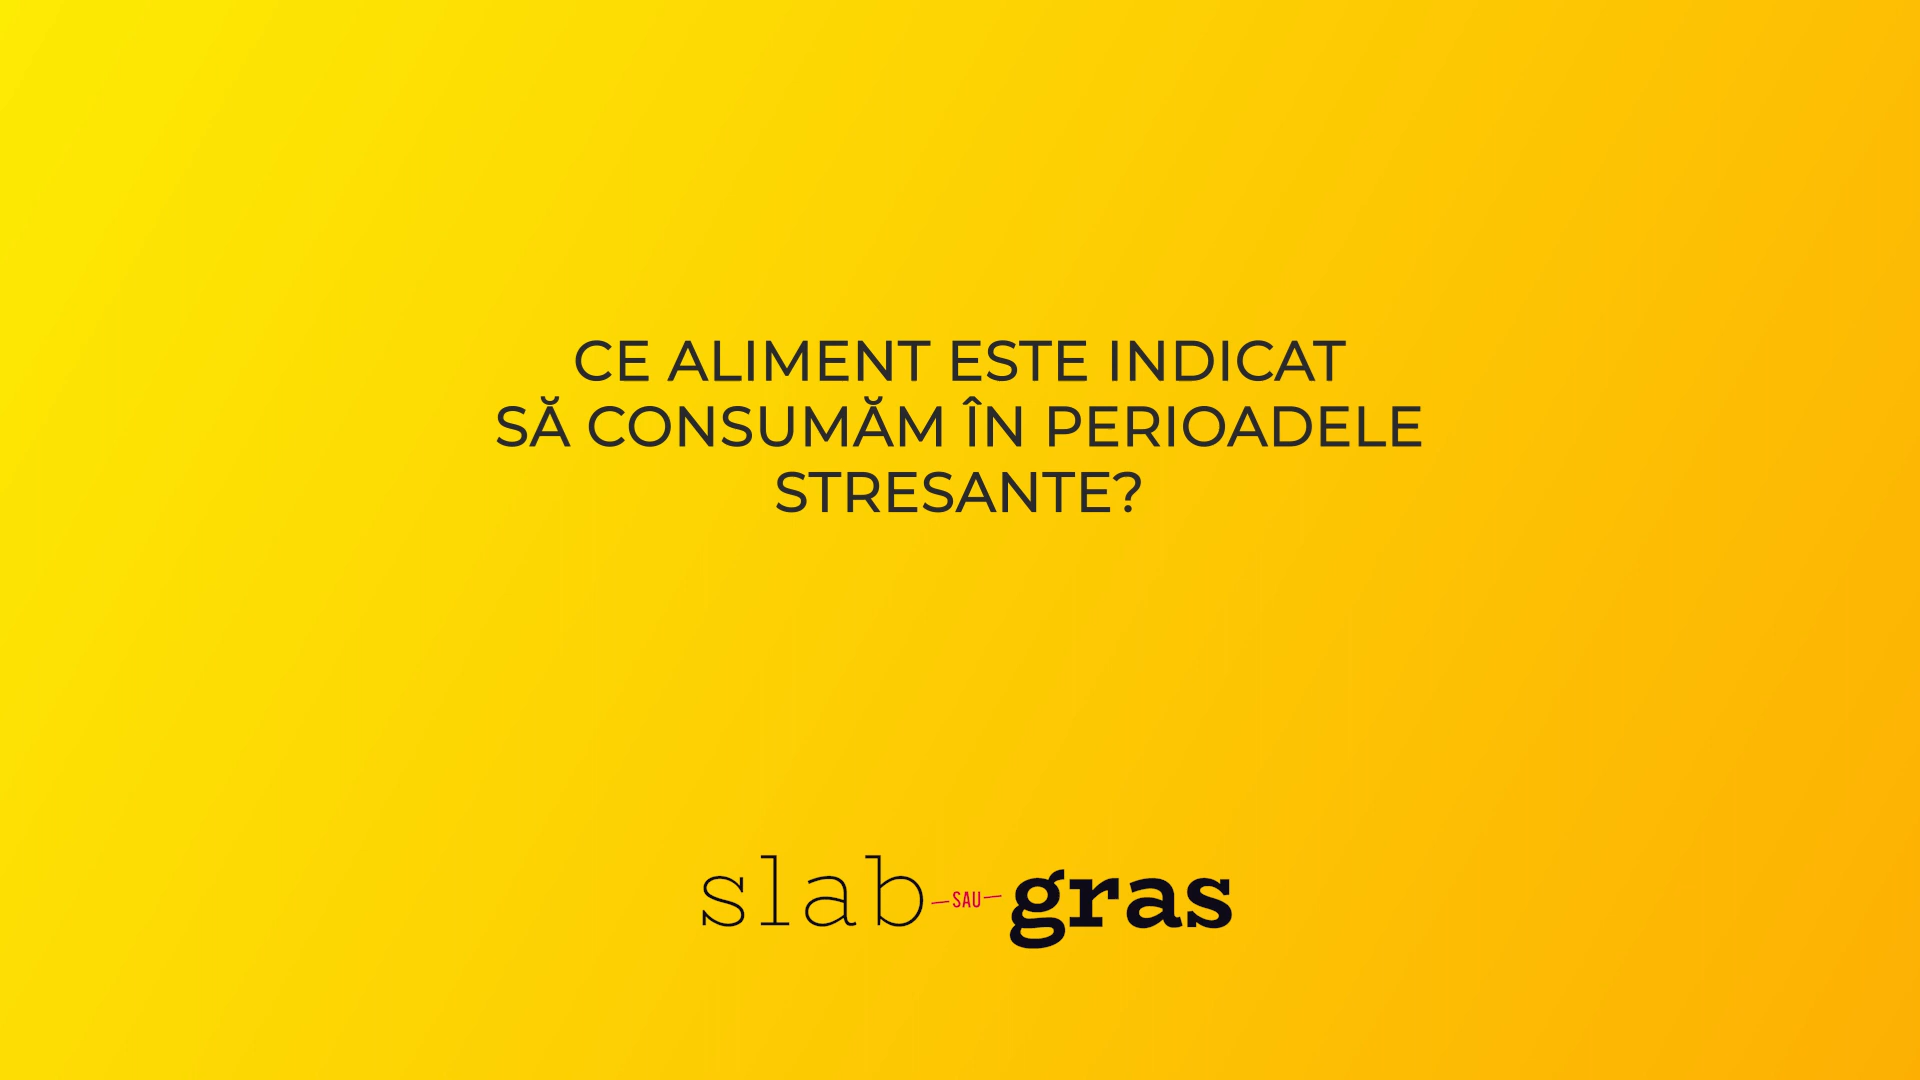 CE ALIMENT ESTE INDICAT
SĂ CONSUMĂM ÎN PERIOADELE
STRESANTE?
slab SAU gras